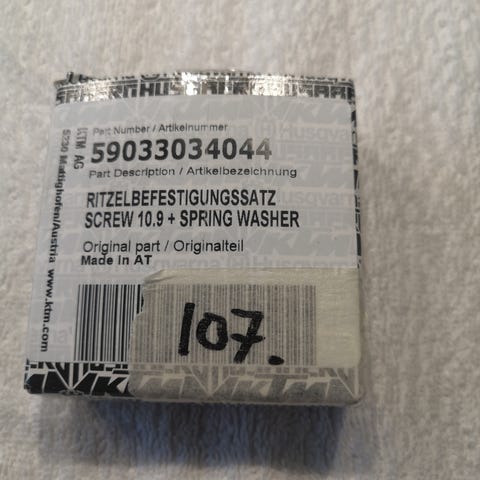 HUSQVARNA
Part Number / Artikelnummer
59033034044
Part Description / Artikelbezeichnung
RITZELBEFESTIGUNGSSATZ
SCREW 10.9 + SPRING WASHER
Original part / Originalteil
Made in AT
KTM AG
5230 Mattighofen/Austria www.ktm.com
107.